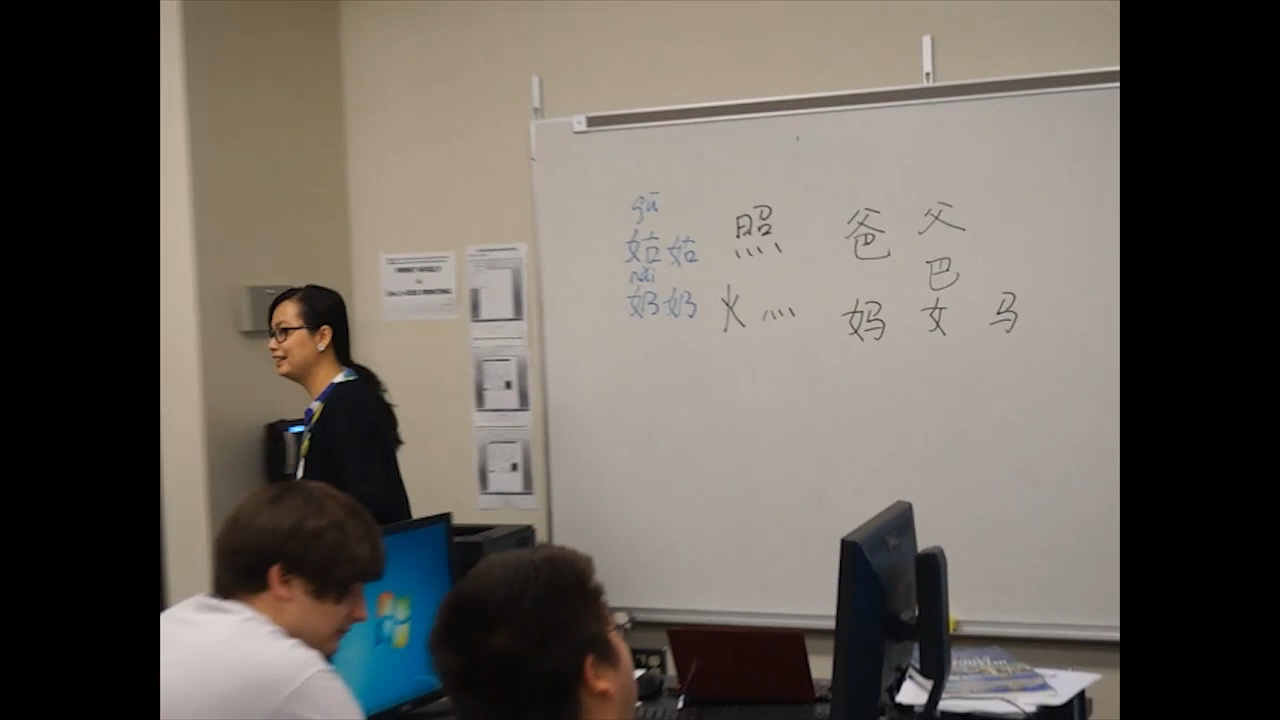 gū
姑姑 照 爸 父
nǎi 巴
奶奶 火 灬 妈 女 马